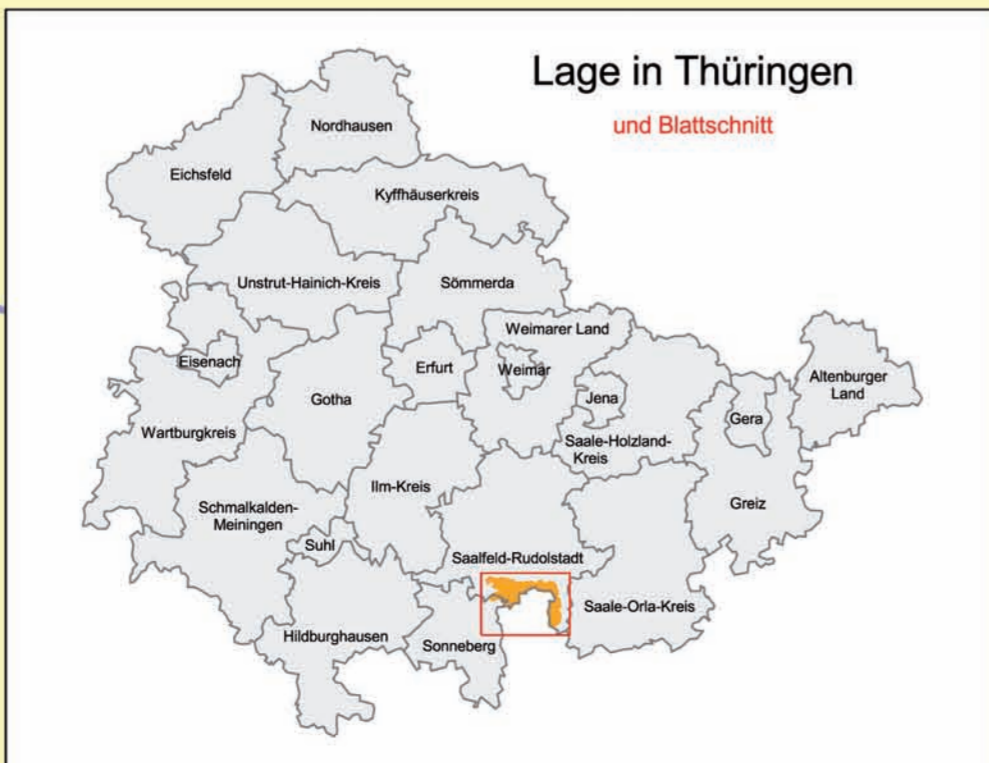 Lage in Thüringen
und Blattschnitt
Nordhausen
Eichsfeld
Kyffhäuserkreis
Unstrut-Hainich-Kreis
Sömmerda
Weimarer Land
Eisenach
Erfurt
Weimar
Altenburger
Land
Gotha
Jena
Gera
Wartburgkreis
Saale-Holzland-
Kreis
Ilm-Kreis
Schmalkalden-
Meiningen
Greiz
Suhl
Saalfeld-Rudolstadt
Saale-Orla-Kreis
Hildburghausen
Sonneberg